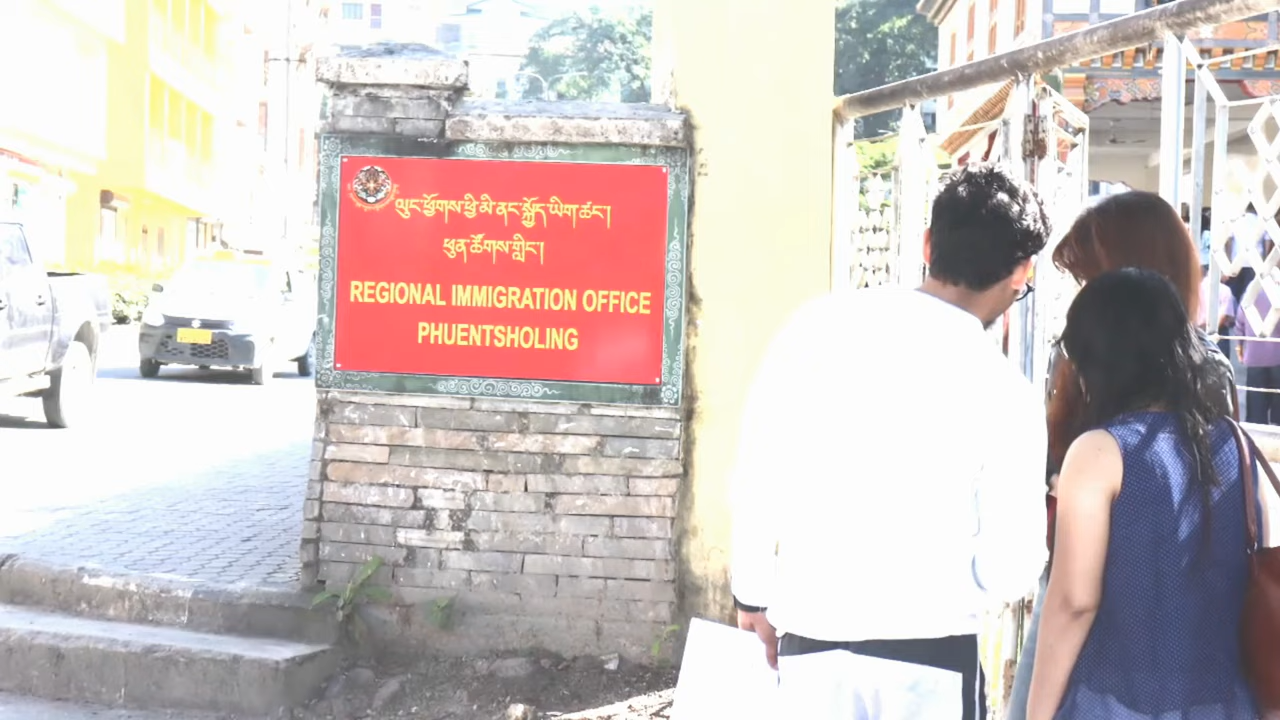 ལུང་ཕྱོགས་ཕྱི་མི་ནང་སྐྱོད་ཡིག་ཚང་།
ཕུན་ཚོགས་གླིང་།
REGIONAL IMMIGRATION OFFICE
PHUENTSHOLING